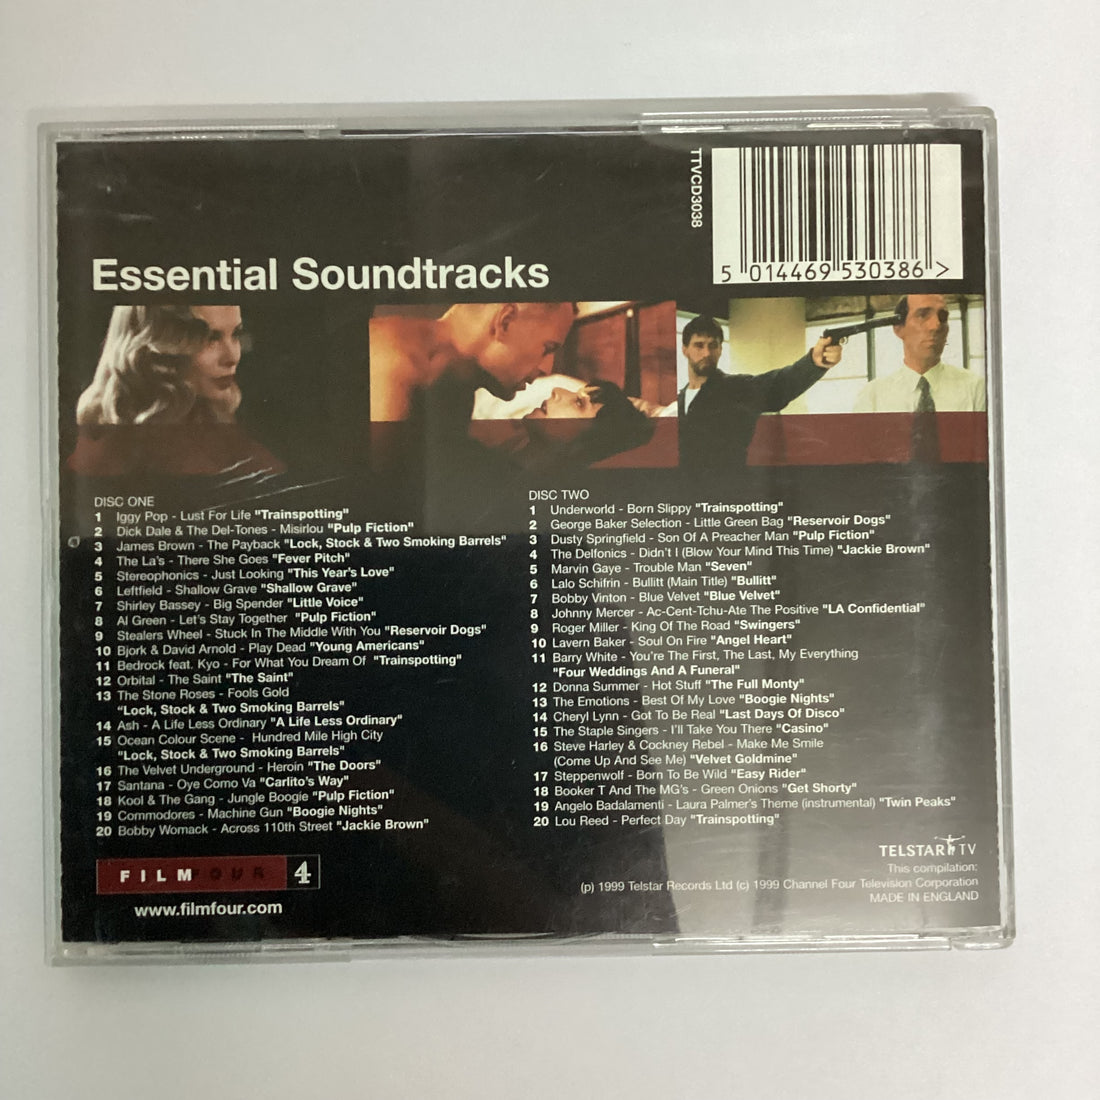 TTVCD3038
5 014469 530386 >
Essential Soundtracks
DISC ONE
1 Iggy Pop - Lust For Life "Trainspotting"
2 Dick Dale & The Del-Tones - Misirlou "Pulp Fiction"
3 James Brown - The Payback "Lock, Stock & Two Smoking Barrels"
4 The La's - There She Goes "Fever Pitch"
5 Stereophonics - Just Looking "This Year's Love"
6 Leftfield - Shallow Grave "Shallow Grave"
7 Shirley Bassey - Big Spender "Little Voice"
8 Al Green - Let's Stay Together "Pulp Fiction"
9 Stealers Wheel - Stuck In The Middle With You "Reservoir Dogs"
10 Bjork & David Arnold - Play Dead "Young Americans"
11 Bedrock feat. Kyo - For What You Dream Of "Trainspotting"
12 Orbital - The Saint "The Saint"
13 The Stone Roses - Fools Gold
"Lock, Stock & Two Smoking Barrels"
14 Ash - A Life Less Ordinary "A Life Less Ordinary"
15 Ocean Colour Scene - Hundred Mile High City
"Lock, Stock & Two Smoking Barrels"
16 The Velvet Underground - Heroin "The Doors"
17 Santana - Oye Como Va "Carlito's Way"
18 Kool & The Gang - Jungle Boogie "Pulp Fiction"
19 Commodores - Machine Gun "Boogie Nights"
20 Bobby Womack - Across 110th Street "Jackie Brown"
DISC TWO
1 Underworld - Born Slippy "Trainspotting"
2 George Baker Selection - Little Green Bag "Reservoir Dogs"
3 Dusty Springfield - Son Of A Preacher Man "Pulp Fiction"
4 The Delfonics - Didn't I (Blow Your Mind This Time) "Jackie Brown"
5 Marvin Gaye - Trouble Man "Seven"
6 Lalo Schifrin - Bullitt (Main Title) "Bullitt"
7 Bobby Vinton - Blue Velvet "Blue Velvet"
8 Johnny Mercer - Ac-Cent-Tchu-Ate The Positive "LA Confidential"
9 Roger Miller - King Of The Road "Swingers"
10 Lavern Baker - Soul On Fire "Angel Heart"
11 Barry White - You're The First, The Last, My Everything
"Four Weddings And A Funeral"
12 Donna Summer - Hot Stuff "The Full Monty"
13 The Emotions - Best Of My Love "Boogie Nights"
14 Cheryl Lynn - Got To Be Real "Last Days Of Disco"
15 The Staple Singers - I'll Take You There "Casino"
16 Steve Harley & Cockney Rebel - Make Me Smile
(Come Up And See Me) "Velvet Goldmine"
17 Steppenwolf - Born To Be Wild "Easy Rider"
18 Booker T And The MG's - Green Onions "Get Shorty"
19 Angelo Badalamenti - Laura Palmer's Theme (instrumental) "Twin Peaks"
20 Lou Reed - Perfect Day "Trainspotting"
FILMFOUR 4
www.filmfour.com
TELSTAR TV
This compilation:
(p) 1999 Telstar Records Ltd (c) 1999 Channel Four Television Corporation
MADE IN ENGLAND